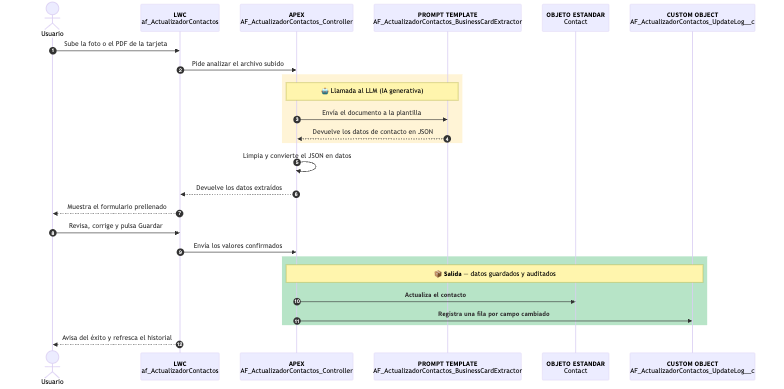 LWC
af_ActualizadorContactos
APEX
AF_ActualizadorContactos_Controller
PROMPT TEMPLATE
AF_ActualizadorContactos_BusinessCardExtractor
OBJETO ESTANDAR
Contact
CUSTOM OBJECT
AF_ActualizadorContactos_UpdateLog__c
Usuario
1 Sube la foto o el PDF de la tarjeta
2 Pide analizar el archivo subido
Llamada al LLM (IA generativa)
3 Envía el documento a la plantilla
Devuelve los datos de contacto en JSON 4
Limpia y convierte el JSON en datos
5
Devuelve los datos extraídos 6
Muestra el formulario prellenado 7
8 Revisa, corrige y pulsa Guardar
9 Envía los valores confirmados
Salida — datos guardados y auditados
10 Actualiza el contacto
11 Registra una fila por campo cambiado
Avisa del éxito y refresca el historial 12
LWC
af_ActualizadorContactos
APEX
AF_ActualizadorContactos_Controller
PROMPT TEMPLATE
AF_ActualizadorContactos_BusinessCardExtractor
OBJETO ESTANDAR
Contact
CUSTOM OBJECT
AF_ActualizadorContactos_UpdateLog__c
Usuario